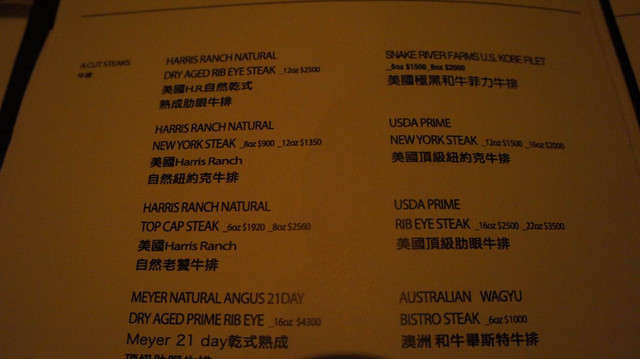 A CUT STEAKS
牛排
HARRIS RANCH NATURAL
DRY AGED RIB EYE STEAK _12oz $2500
美國H.R.自然乾式
熟成肋眼牛排
HARRIS RANCH NATURAL
NEW YORK STEAK _8oz $900 _12oz $1350
美國Harris Ranch
自然紐約克牛排
HARRIS RANCH NATURAL
TOP CAP STEAK _6oz $1920 _8oz $2560
美國Harris Ranch
自然老饕牛排
MEYER NATURAL ANGUS 21DAY
DRY AGED PRIME RIB EYE _16oz $4300
Meyer 21 day乾式熟成
頂級肋眼牛排
SNAKE RIVER FARMS U.S. KOBE FILET
_6oz $1500_8oz $2000
美國極黑和牛菲力牛排
USDA PRIME
NEW YORK STEAK _12oz $1500 _16oz $2000
美國頂級紐約克牛排
USDA PRIME
RIB EYE STEAK _16oz $2500 _22oz $3500
美國頂級肋眼牛排
AUSTRALIAN WAGYU
BISTRO STEAK _6oz $1000
澳洲 和牛畢斯特牛排